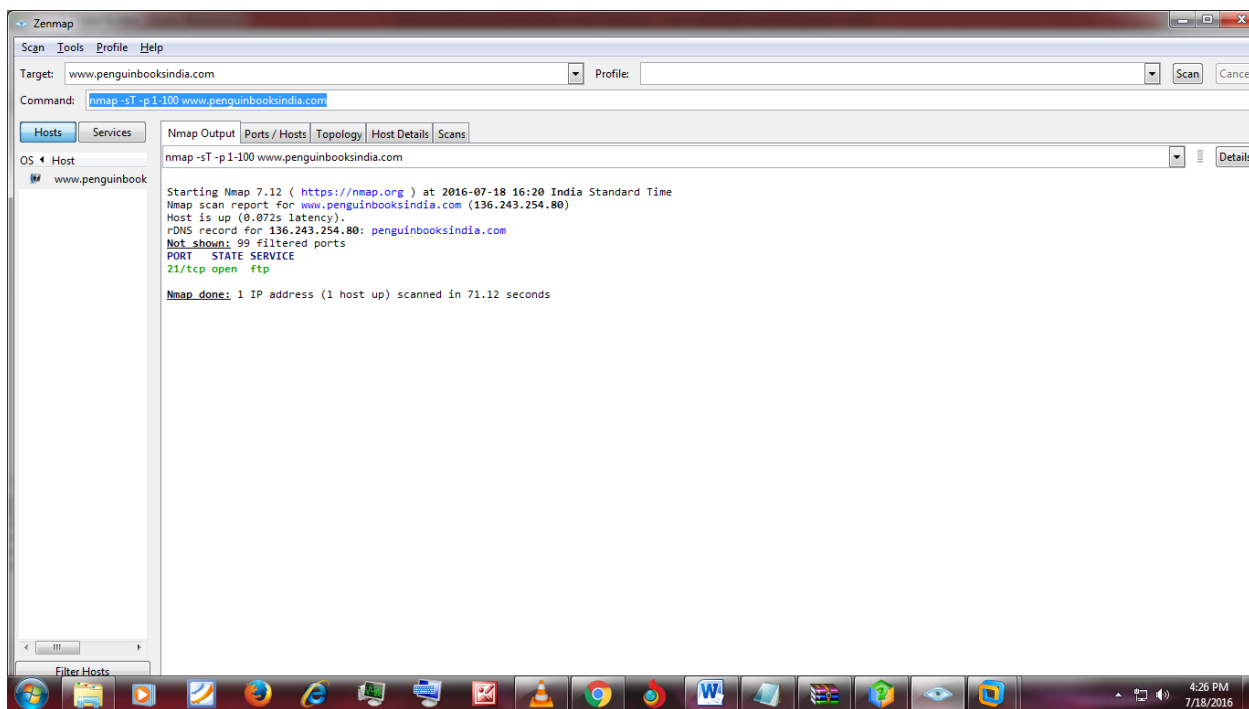 Zenmap
Scan Tools Profile Help
Target: www.penguinbooksindia.com Profile: Scan Cance
Command: nmap -sT -p 1-100 www.penguinbooksindia.com
Hosts Services Nmap Output Ports / Hosts Topology Host Details Scans
OS Host nmap -sT -p 1-100 www.penguinbooksindia.com Details
www.penguinbook
Starting Nmap 7.12 ( https://nmap.org ) at 2016-07-18 16:20 India Standard Time
Nmap scan report for www.penguinbooksindia.com (136.243.254.80)
Host is up (0.072s latency).
rDNS record for 136.243.254.80: penguinbooksindia.com
Not shown: 99 filtered ports
PORT STATE SERVICE
21/tcp open ftp
Nmap done: 1 IP address (1 host up) scanned in 71.12 seconds
Filter Hosts
4:26 PM
7/18/2016